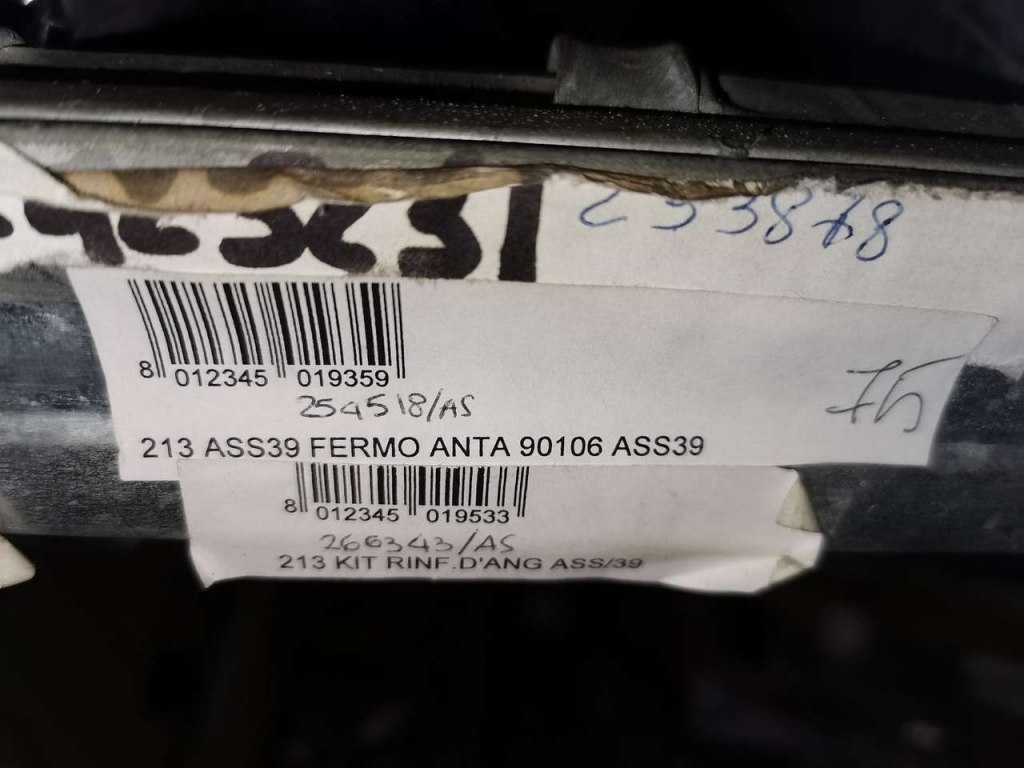 253878
8 012345 019359
254518/AS
213 ASS39 FERMO ANTA 90106 ASS39
8 012345 019533
266343/AS
213 KIT RINF.D'ANG ASS/39